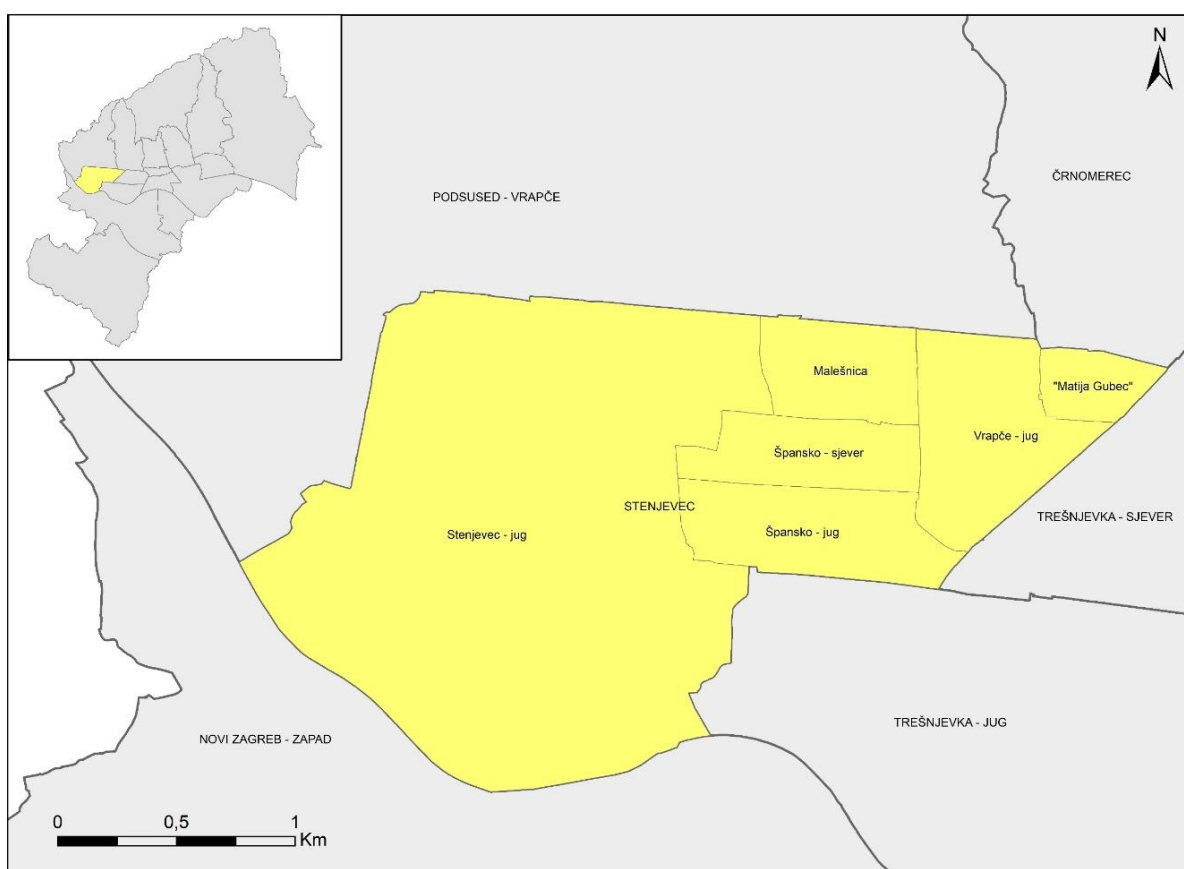 N
ČRNOMEREC
PODSUSED - VRAPČE
Malešnica
"Matija Gubec"
Vrapče - jug
Špansko - sjever
STENJEVEC
TREŠNJEVKA - SJEVER
Stenjevec - jug
Špansko - jug
TREŠNJEVKA - JUG
NOVI ZAGREB - ZAPAD
0 0,5 1
Km